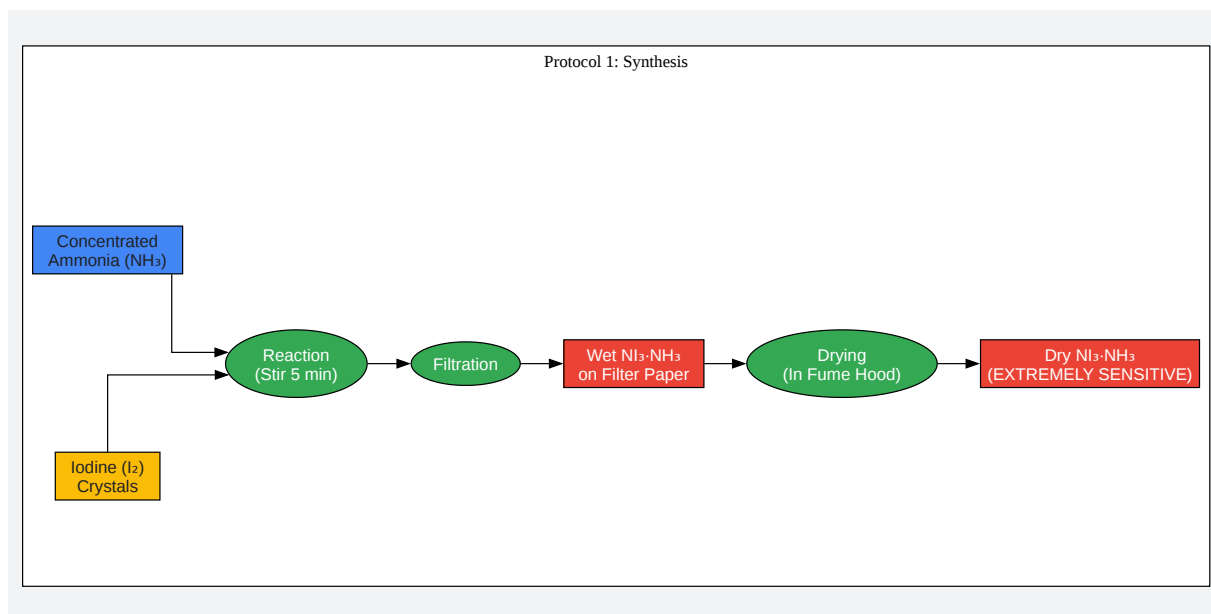 Protocol 1: Synthesis
Concentrated
Ammonia (NH₃)
Iodine (I₂)
Crystals
Reaction
(Stir 5 min)
Filtration
Wet NI₃·NH₃
on Filter Paper
Drying
(In Fume Hood)
Dry NI₃·NH₃
(EXTREMELY SENSITIVE)